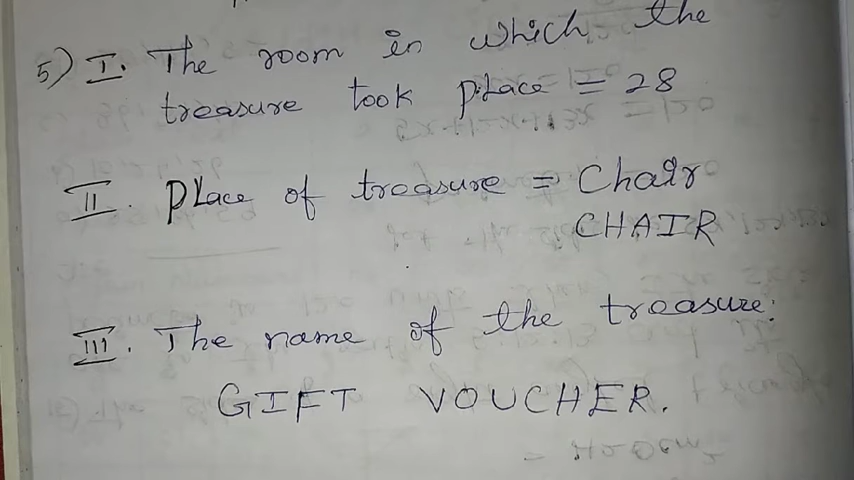 5) I. The room in which the
treasure took place = 28
II. place of treasure = Chair
CHAIR
III. The name of the treasure:
GIFT VOUCHER.